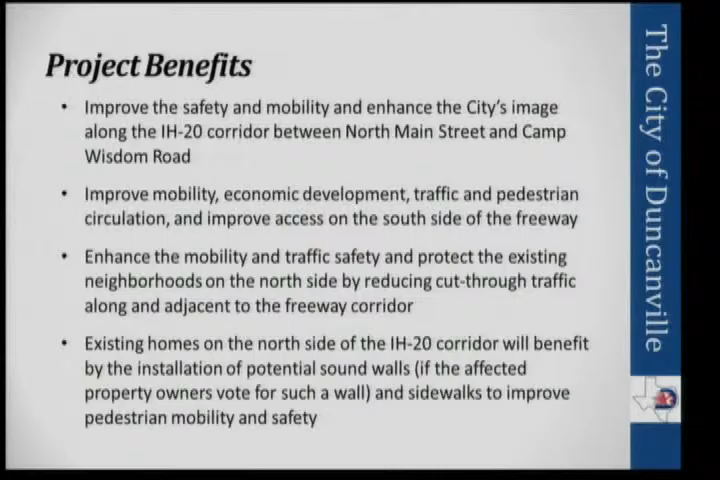 Project Benefits
• Improve the safety and mobility and enhance the City's image
along the IH-20 corridor between North Main Street and Camp
Wisdom Road
• Improve mobility, economic development, traffic and pedestrian
circulation, and improve access on the south side of the freeway
• Enhance the mobility and traffic safety and protect the existing
neighborhoods on the north side by reducing cut-through traffic
along and adjacent to the freeway corridor
• Existing homes on the north side of the IH-20 corridor will benefit
by the installation of potential sound walls (if the affected
property owners vote for such a wall) and sidewalks to improve
pedestrian mobility and safety
The City of Duncanville